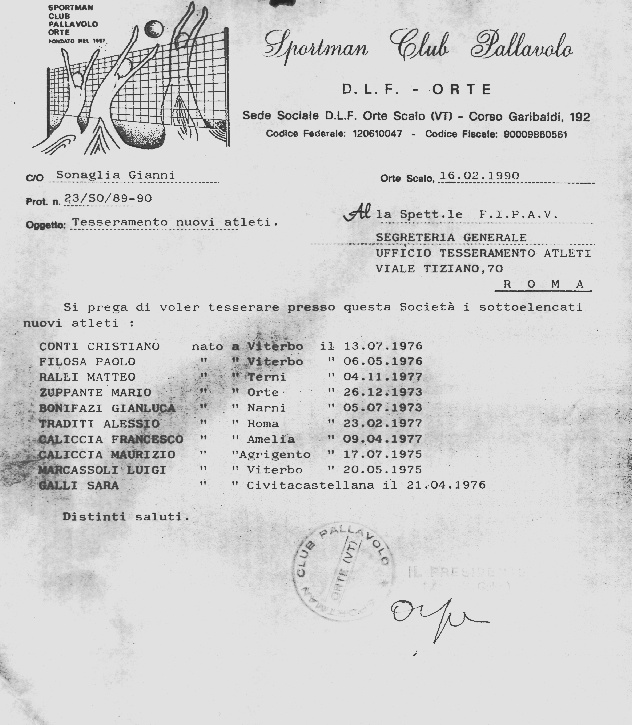 SPORTMAN
CLUB
PALLAVOLO
ORTE
FONDATO NEL 1967
Sportman Club Pallavolo
D.L.F. - ORTE
Sede Sociale D.L.F. Orte Scalo (VT) - Corso Garibaldi, 192
Codice Federale: 120610047 - Codice Fiscale: 90009860561
C/O Sonaglia Gianni
Orte Scalo, 16.02.1990
Prot. n. 23/SO/89-90
Oggetto: Tesseramento nuovi atleti.
Al la Spett.le F.I.P.A.V.
SEGRETERIA GENERALE
UFFICIO TESSERAMENTO ATLETI
VIALE TIZIANO,70
R O M A
Si prega di voler tesserare presso questa Società i sottoelencati
nuovi atleti :
CONTI CRISTIANO nato a Viterbo il 13.07.1976
FILOSA PAOLO " " Viterbo " 06.05.1976
RALLI MATTEO " " Terni " 04.11.1977
ZUPPANTE MARIO " " Orte " 26.12.1973
BONIFAZI GIANLUCA " " Narni " 05.07.1973
TRADITI ALESSIO " " Roma " 23.02.1977
CALICCIA FRANCESCO " " Amelia " 09.04.1977
CALICCIA MAURIZIO " "Agrigento " 17.07.1975
MARCASSOLI LUIGI " " Viterbo " 20.05.1975
GALLI SARA " " Civitacastellana il 21.04.1976
Distinti saluti.
CLUB PALLAVOLO
ORTE (VT)
IL PRESIDENTE